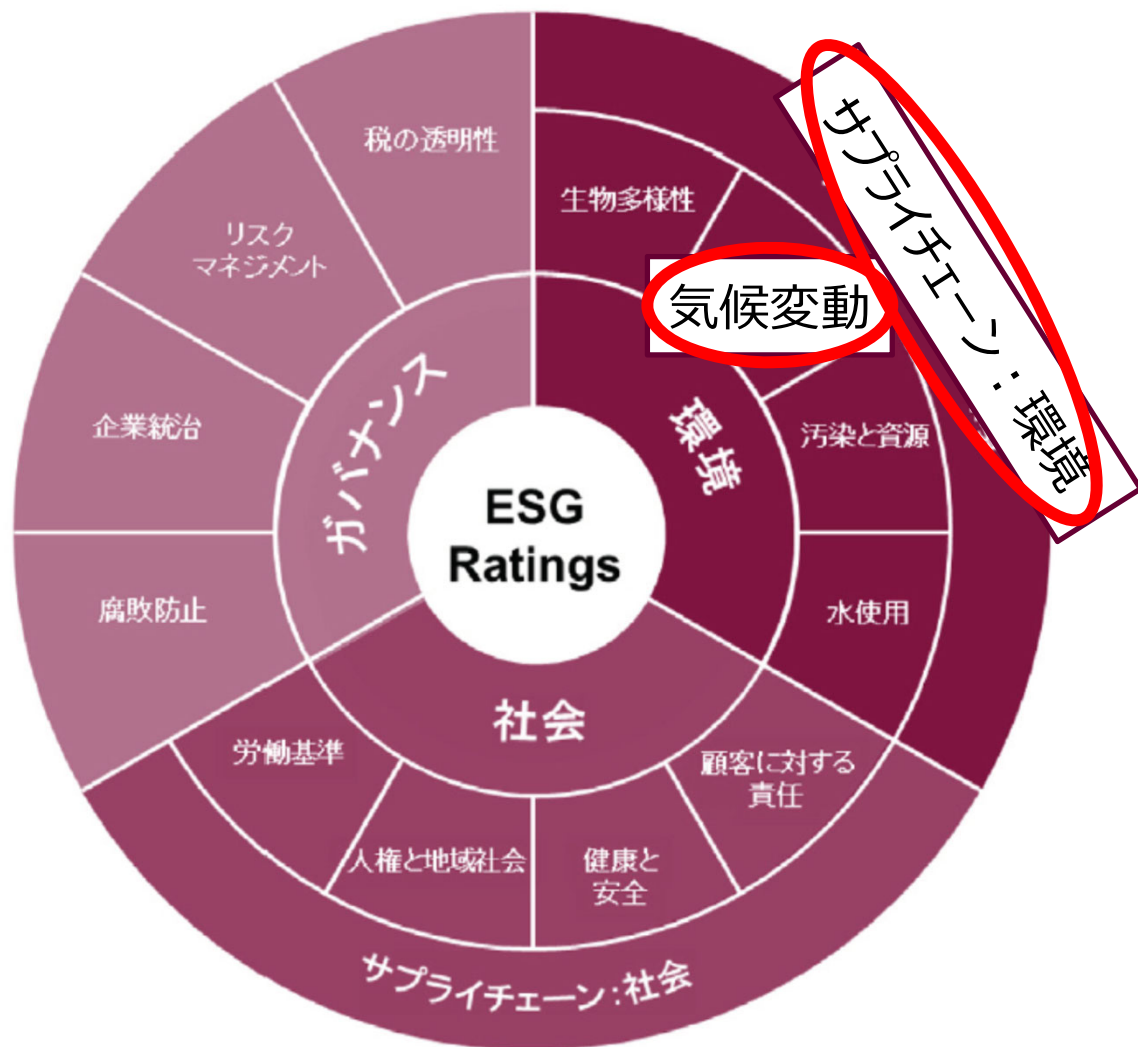 税の透明性
生物多様性
サプライチェーン：環境
リスク
マネジメント
気候変動
ガバナンス
環境
企業統治
汚染と資源
ESG
Ratings
腐敗防止
水使用
社会
労働基準
顧客に対する
責任
人権と地域社会
健康と
安全
サプライチェーン:社会